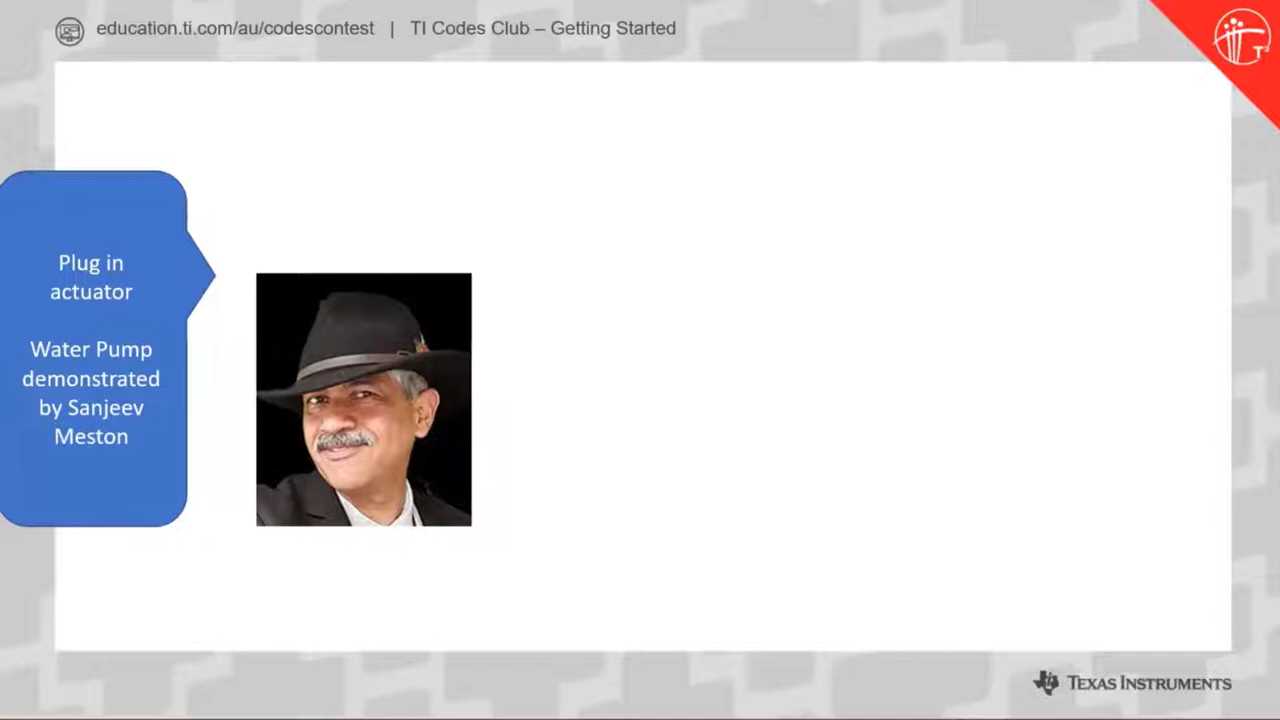 education.ti.com/au/codescontest | TI Codes Club – Getting Started
T³
Plug in
actuator
Water Pump
demonstrated
by Sanjeev
Meston
TEXAS INSTRUMENTS